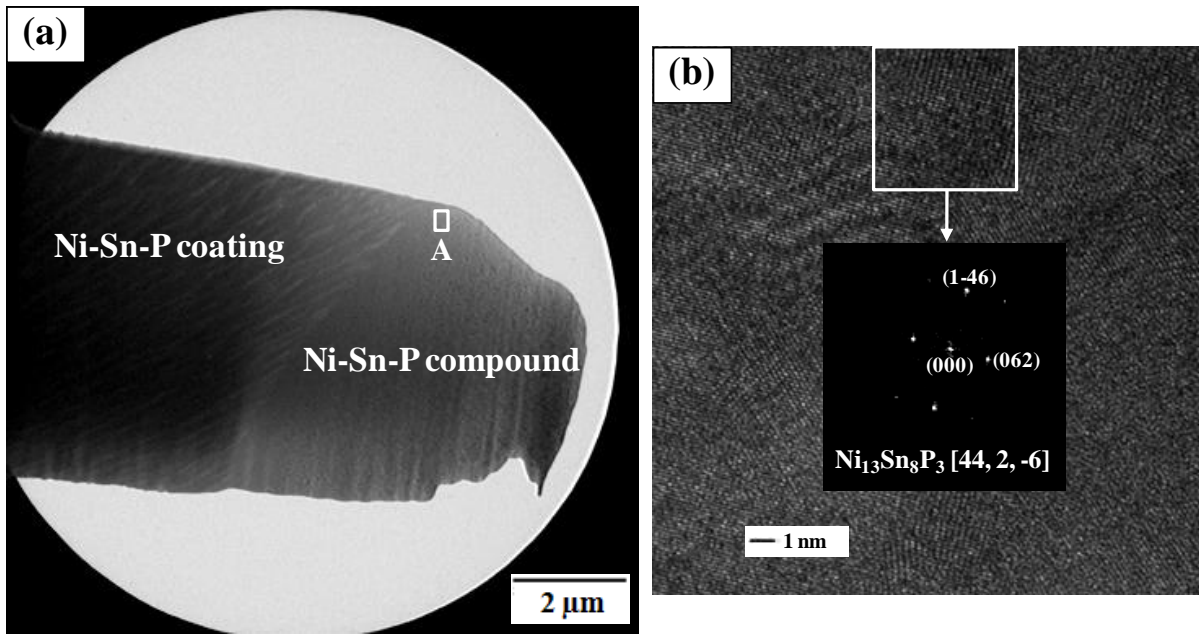 (a)
Ni-Sn-P coating
A
Ni-Sn-P compound
2 μm
(b)
(1-46)
(000)
(062)
Ni₁₃Sn₈P₃ [44, 2, -6]
1 nm